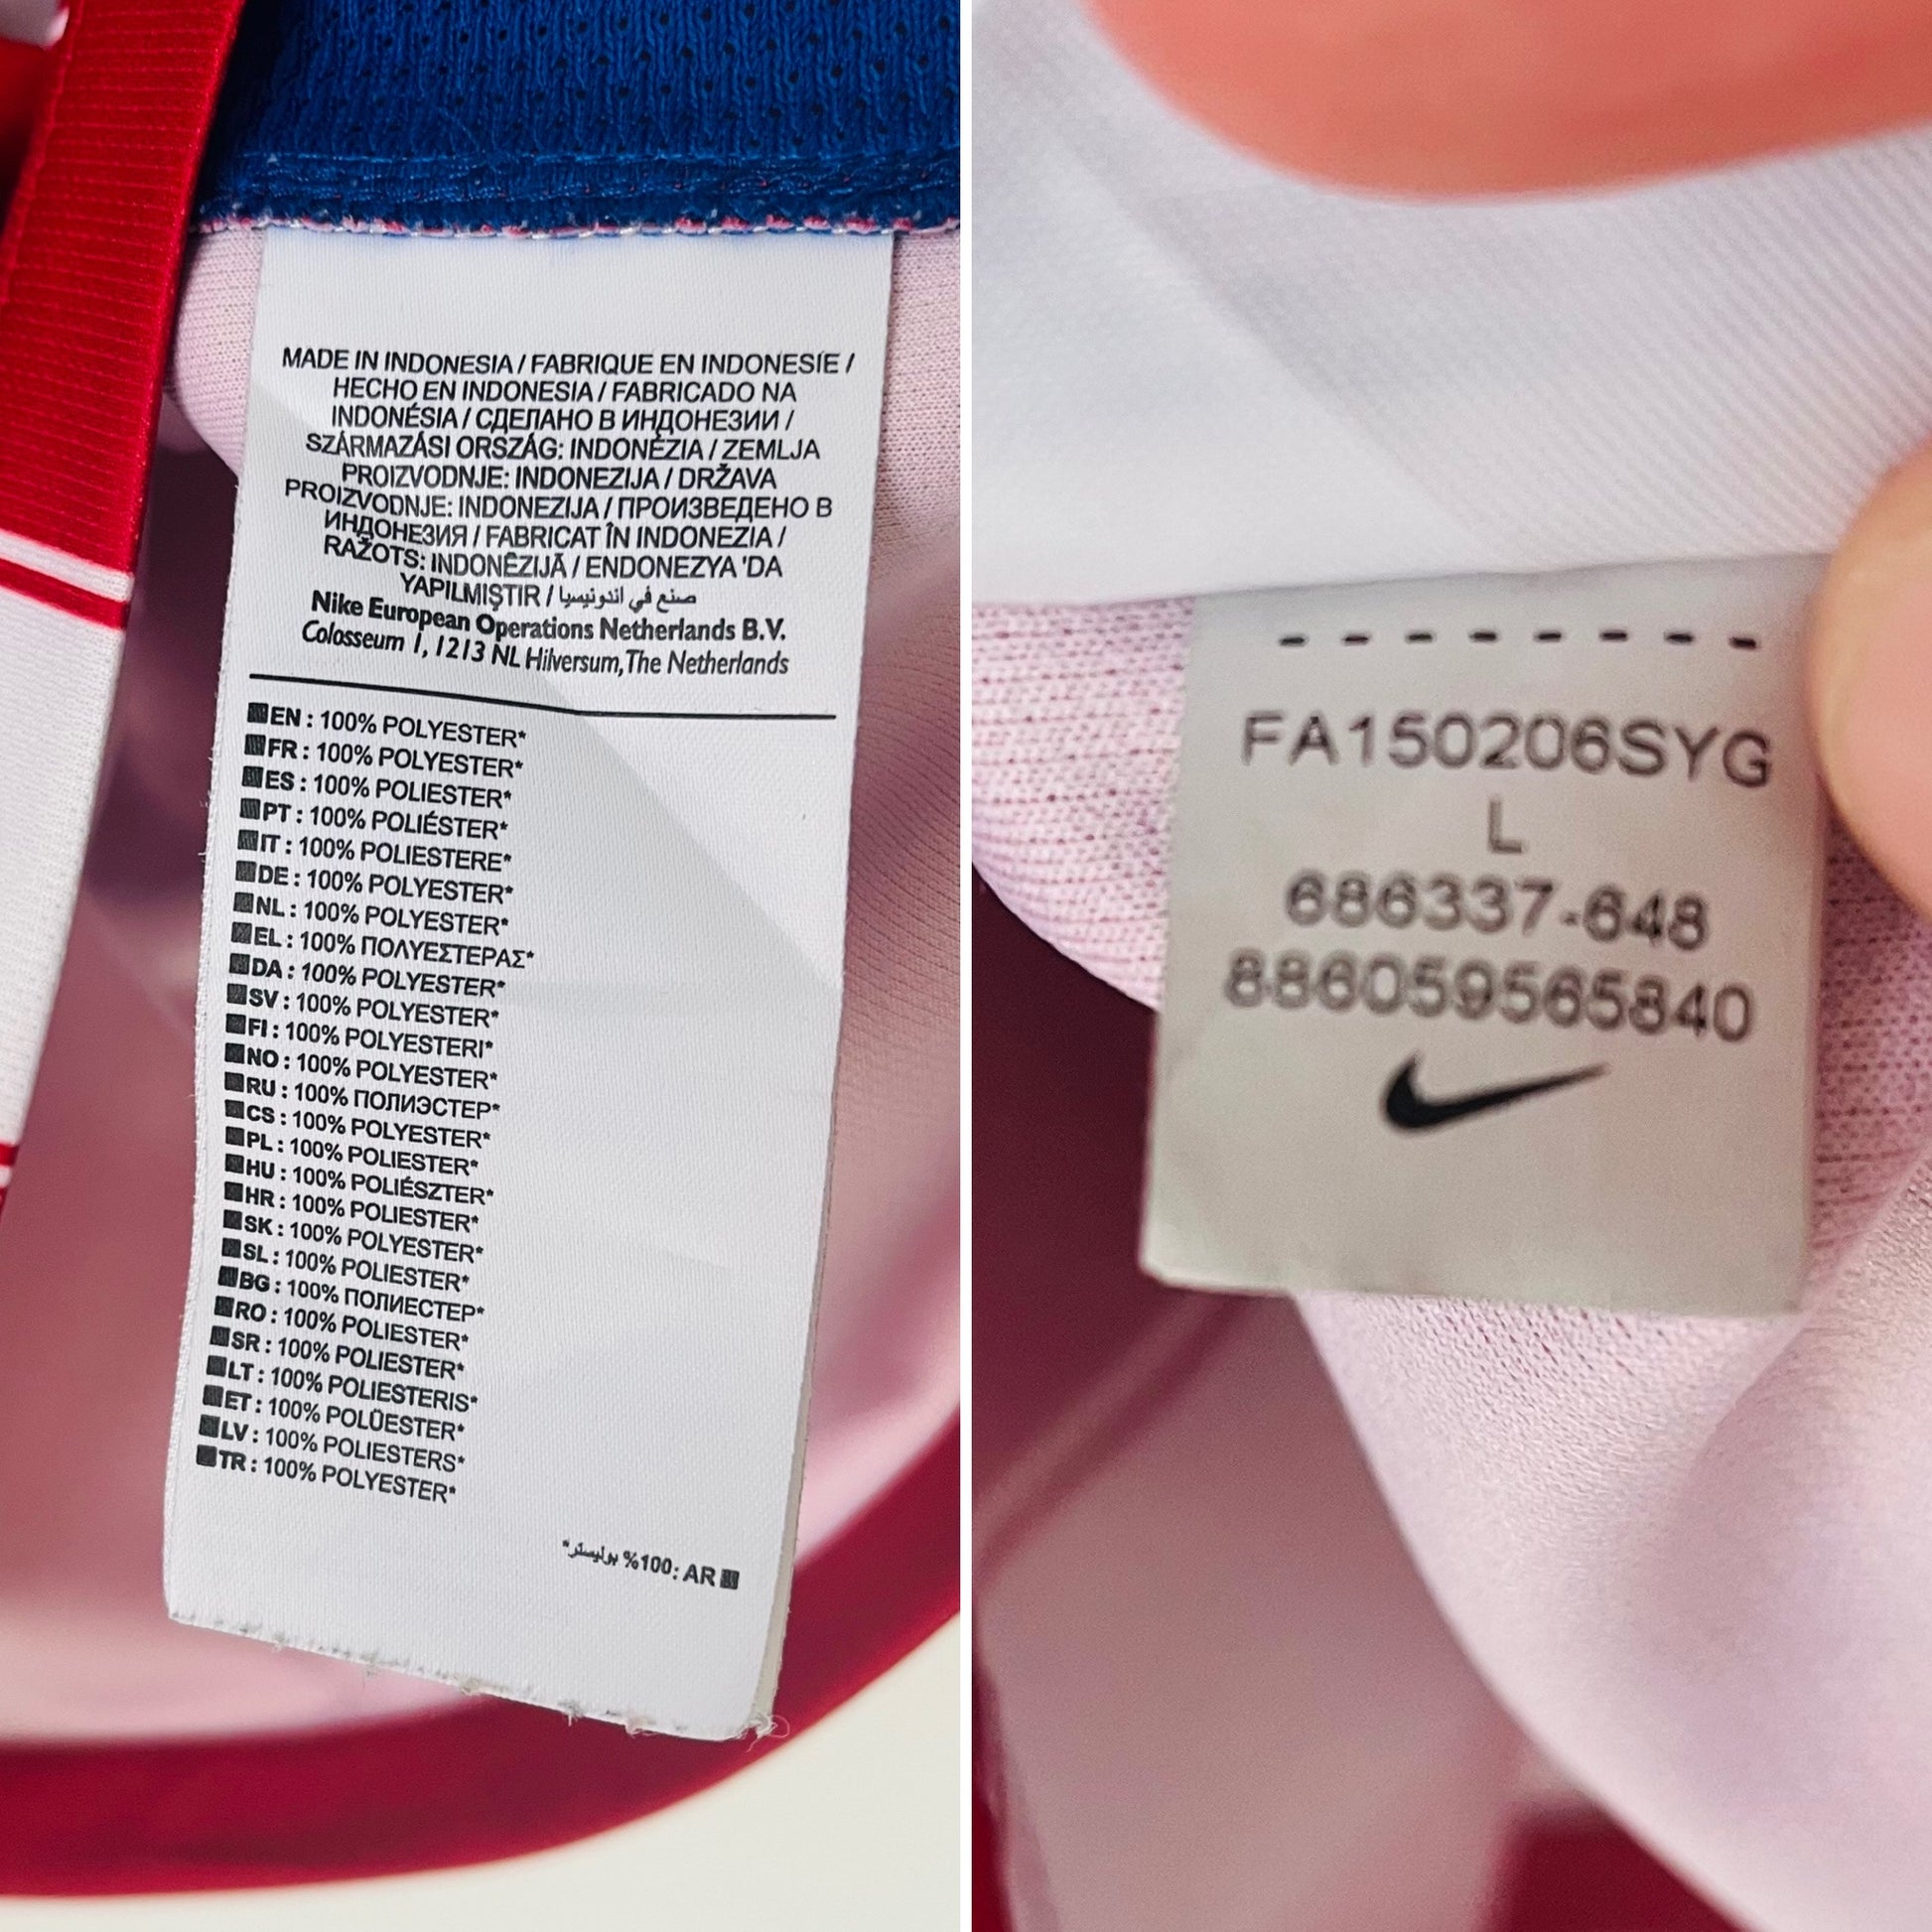 MADE IN INDONESIA / FABRIQUE EN INDONESIE /
HECHO EN INDONESIA / FABRICADO NA
INDONÉSIA / СДЕЛАНО В ИНДОНЕЗИИ /
SZÁRMAZÁSI ORSZÁG: INDONÉZIA / ZEMLJA
PROIZVODNJE: INDONEZIJA / DRŽAVA
PROIZVODNJE: INDONEZIJA / ПРОИЗВЕДЕНО В
ИНДОНЕЗИЯ / FABRICAT ÎN INDONEZIA /
RAŽOTS: INDONĒZIJĀ / ENDONEZYA 'DA
YAPILMIŞTIR / صنع في اندونيسيا
Nike European Operations Netherlands B.V.
Colosseum 1, 1213 NL Hilversum, The Netherlands
EN : 100% POLYESTER*
FR : 100% POLYESTER*
ES : 100% POLIESTER*
PT : 100% POLIÉSTER*
IT : 100% POLIESTERE*
DE : 100% POLYESTER*
NL : 100% POLYESTER*
EL : 100% ΠΟΛΥΕΣΤΕΡΑΣ*
DA : 100% POLYESTER*
SV : 100% POLYESTER*
FI : 100% POLYESTERI*
NO : 100% POLYESTER*
RU : 100% ПОЛИЭСТЕР*
CS : 100% POLYESTER*
PL : 100% POLIESTER*
HU : 100% POLIÉSZTER*
HR : 100% POLIESTER*
SK : 100% POLYESTER*
SL : 100% POLIESTER*
BG : 100% ПОЛИЕСТЕР*
RO : 100% POLIESTER*
SR : 100% POLIESTER*
LT : 100% POLIESTERIS*
ET : 100% POLÜESTER*
LV : 100% POLIESTERS*
TR : 100% POLYESTER*
AR :100% بوليستر*
FA150206SYG
L
686337-648
886059565840